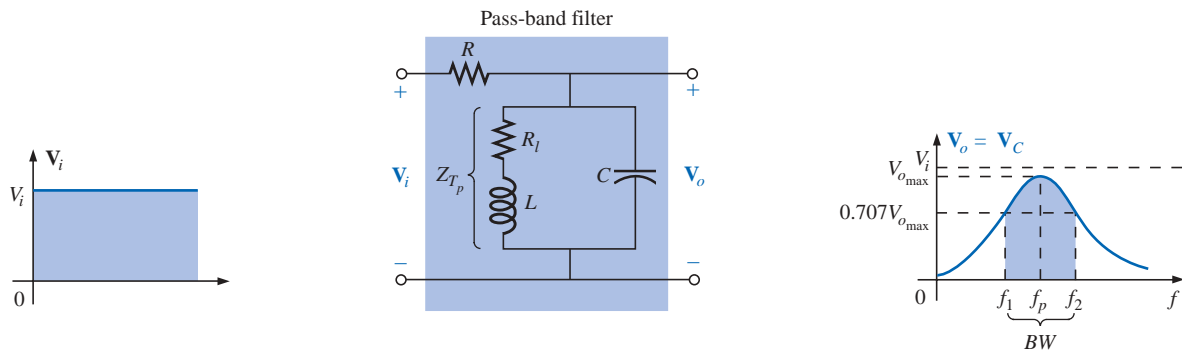 Pass-band filter
V_i
V_i
0
R
+
+
V_i
Z_{T_p}
R_l
L
C
V_o
–
–
V_o = V_C
V_i
V_{o_max}
0.707V_{o_max}
0
f_1
f_p
f_2
f
BW